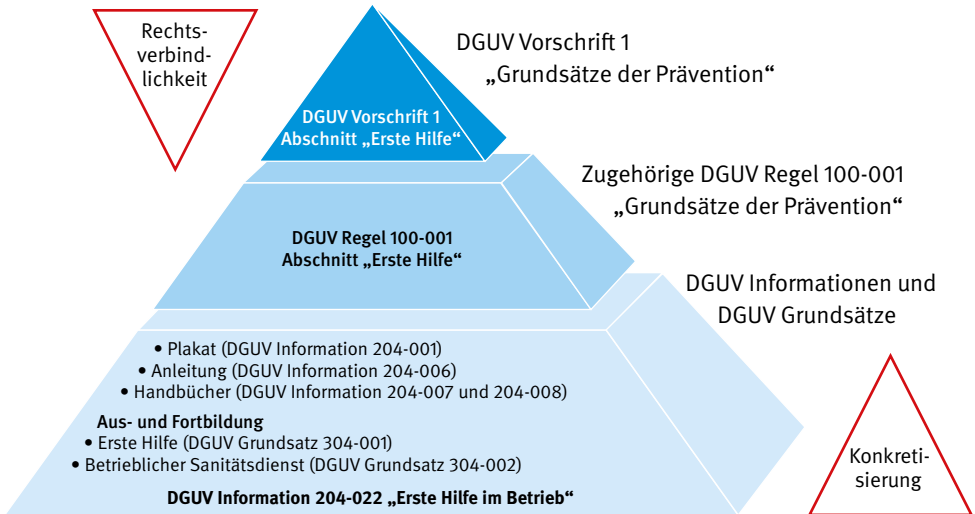 Rechts-
verbind-
lichkeit
DGUV Vorschrift 1
„Grundsätze der Prävention“
DGUV Vorschrift 1
Abschnitt „Erste Hilfe“
Zugehörige DGUV Regel 100-001
„Grundsätze der Prävention“
DGUV Regel 100-001
Abschnitt „Erste Hilfe“
DGUV Informationen und
DGUV Grundsätze
• Plakat (DGUV Information 204-001)
• Anleitung (DGUV Information 204-006)
• Handbücher (DGUV Information 204-007 und 204-008)
Aus- und Fortbildung
• Erste Hilfe (DGUV Grundsatz 304-001)
• Betrieblicher Sanitätsdienst (DGUV Grundsatz 304-002)
DGUV Information 204-022 „Erste Hilfe im Betrieb“
Konkreti-
sierung